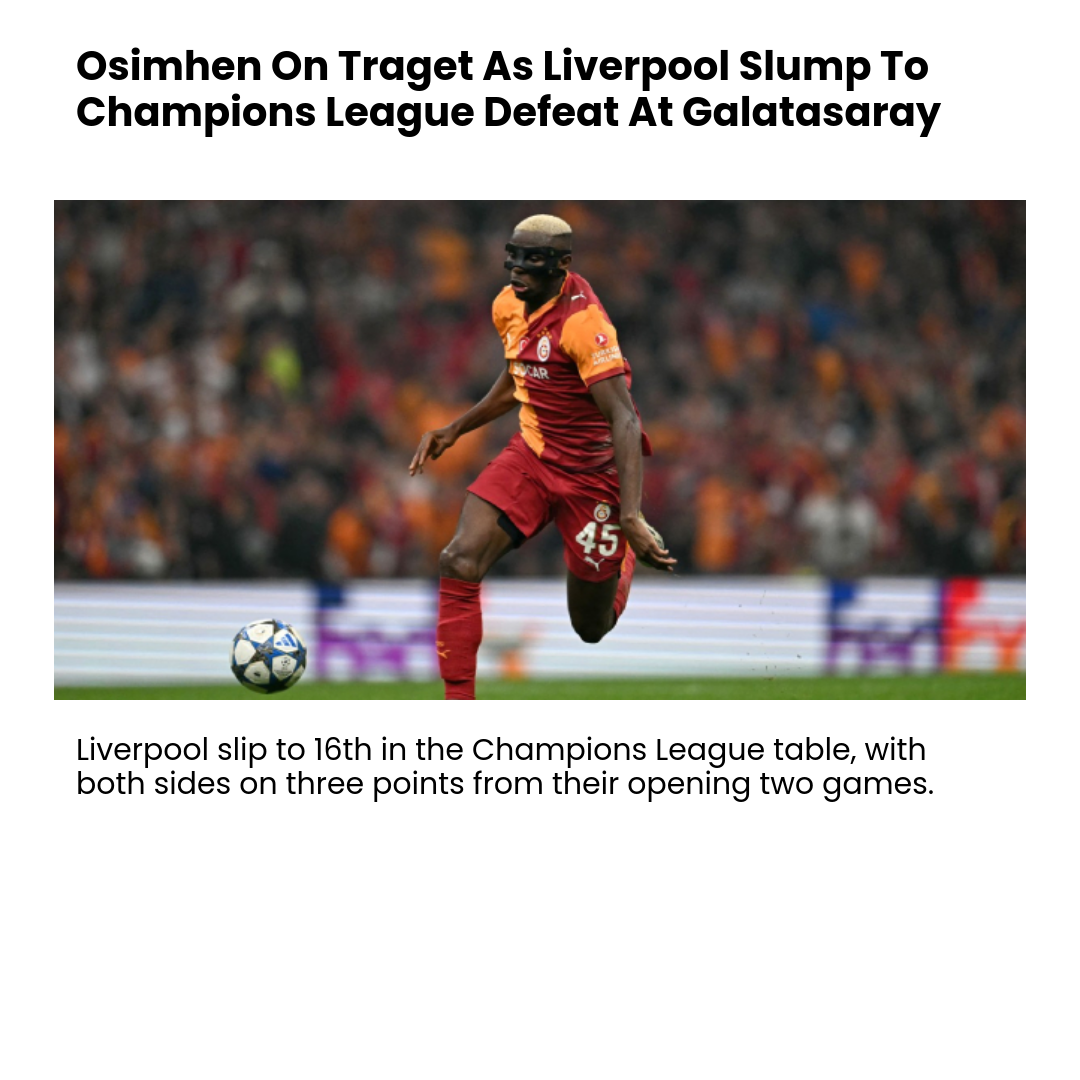 Osimhen On Traget As Liverpool Slump To
Champions League Defeat At Galatasaray
45
Liverpool slip to 16th in the Champions League table, with
both sides on three points from their opening two games.